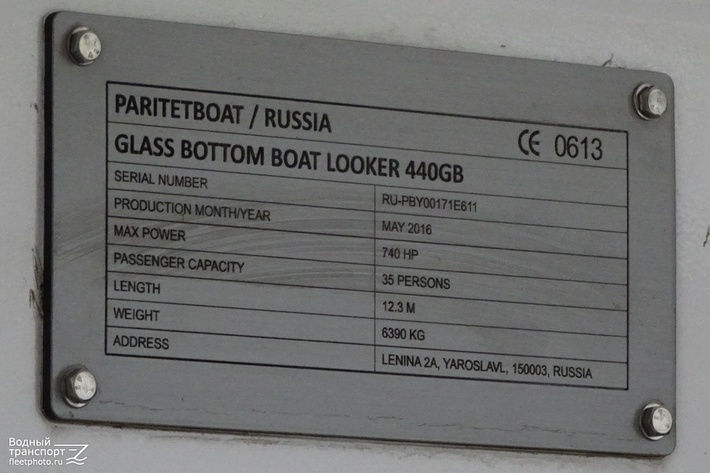 PARITETBOAT / RUSSIA
CE 0613
GLASS BOTTOM BOAT LOOKER 440GB
SERIAL NUMBER RU-PBY00171E611
PRODUCTION MONTH/YEAR MAY 2016
MAX POWER 740 HP
PASSENGER CAPACITY 35 PERSONS
LENGTH 12.3 M
WEIGHT 6390 KG
ADDRESS LENINA 2A, YAROSLAVL, 150003, RUSSIA
Водный
транспорт
fleetphoto.ru